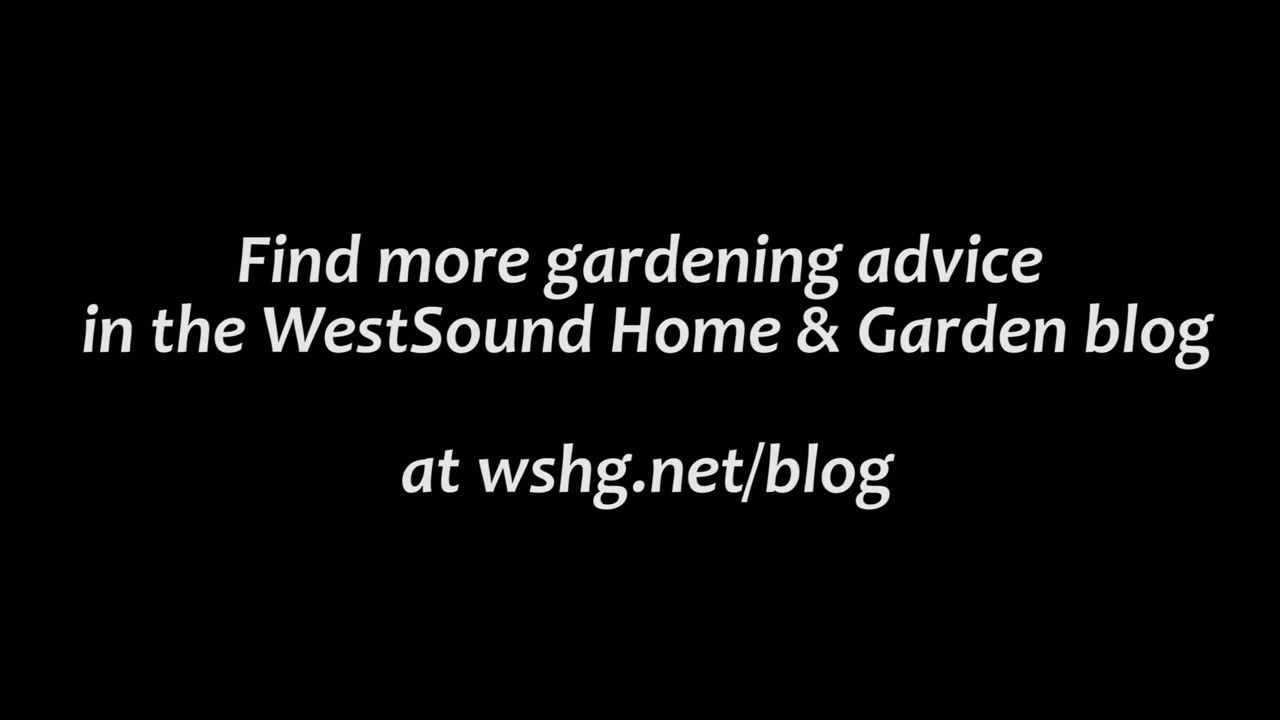 Find more gardening advice
in the WestSound Home & Garden blog
at wshg.net/blog